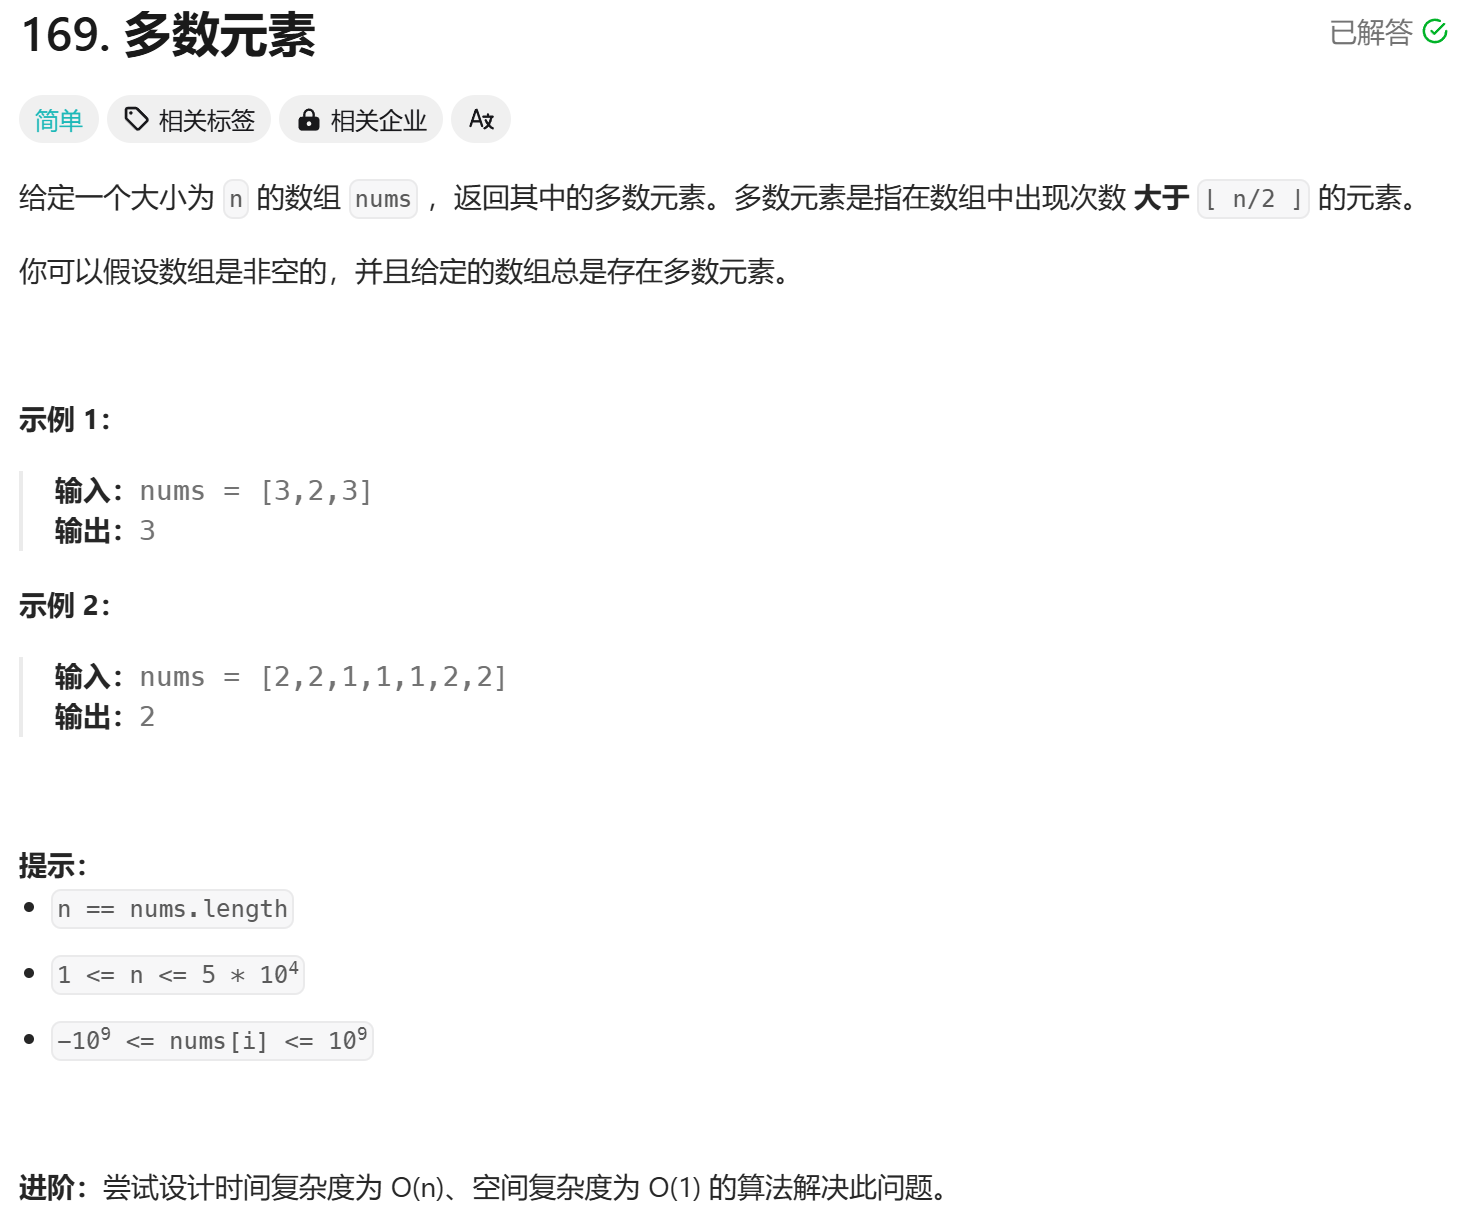 169. 多数元素
已解答
简单 相关标签 相关企业
给定一个大小为 n 的数组 nums ，返回其中的多数元素。多数元素是指在数组中出现次数 大于 ⌊ n/2 ⌋ 的元素。
你可以假设数组是非空的，并且给定的数组总是存在多数元素。
示例 1：
输入：nums = [3,2,3]
输出：3
示例 2：
输入：nums = [2,2,1,1,1,2,2]
输出：2
提示：
n == nums.length
1 <= n <= 5 * 10⁴
-10⁹ <= nums[i] <= 10⁹
进阶：尝试设计时间复杂度为 O(n)、空间复杂度为 O(1) 的算法解决此问题。